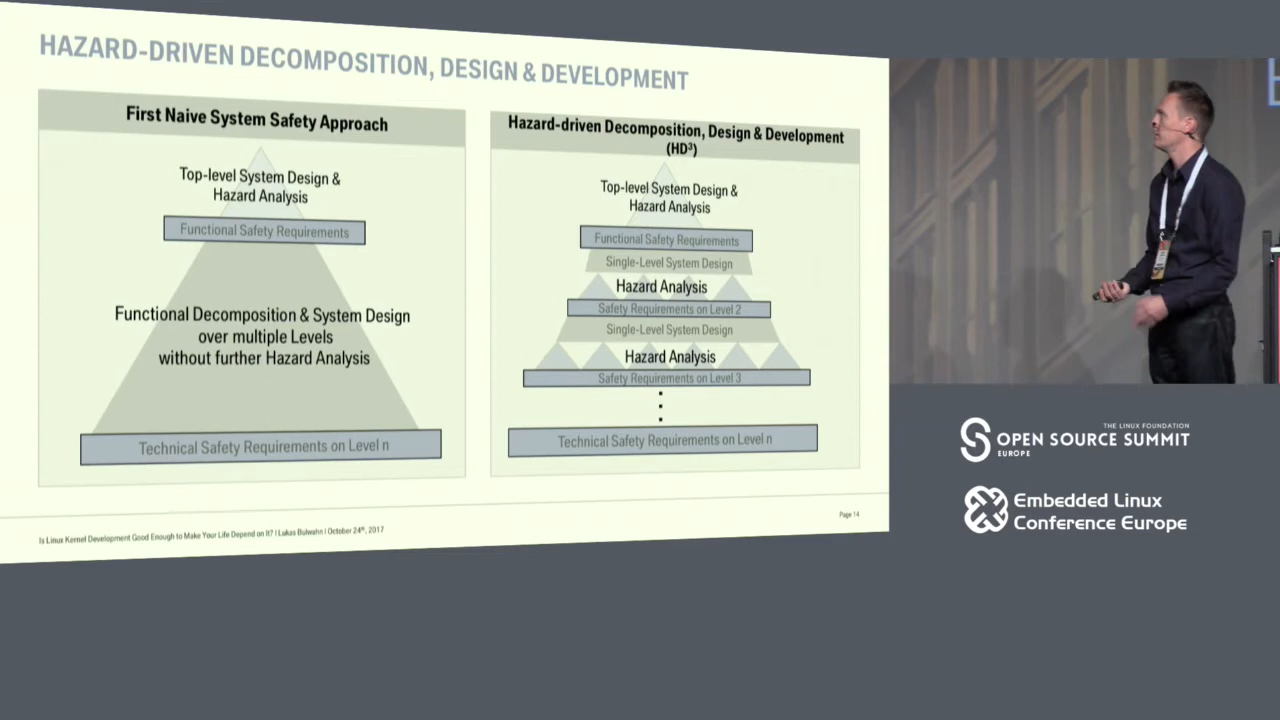 HAZARD-DRIVEN DECOMPOSITION, DESIGN & DEVELOPMENT
First Naive System Safety Approach
Top-level System Design &
Hazard Analysis
Functional Safety Requirements
Functional Decomposition & System Design
over multiple Levels
without further Hazard Analysis
Technical Safety Requirements on Level n
Hazard-driven Decomposition, Design & Development
(HD³)
Top-level System Design &
Hazard Analysis
Functional Safety Requirements
Single-Level System Design
Hazard Analysis
Safety Requirements on Level 2
Single-Level System Design
Hazard Analysis
Safety Requirements on Level 3
Technical Safety Requirements on Level n
Is Linux Kernel Development Good Enough to Make Your Life Depend on It? | Lukas Bulwahn | October 24th, 2017
Page 14
THE LINUX FOUNDATION
OPEN SOURCE SUMMIT
EUROPE
Embedded Linux
Conference Europe